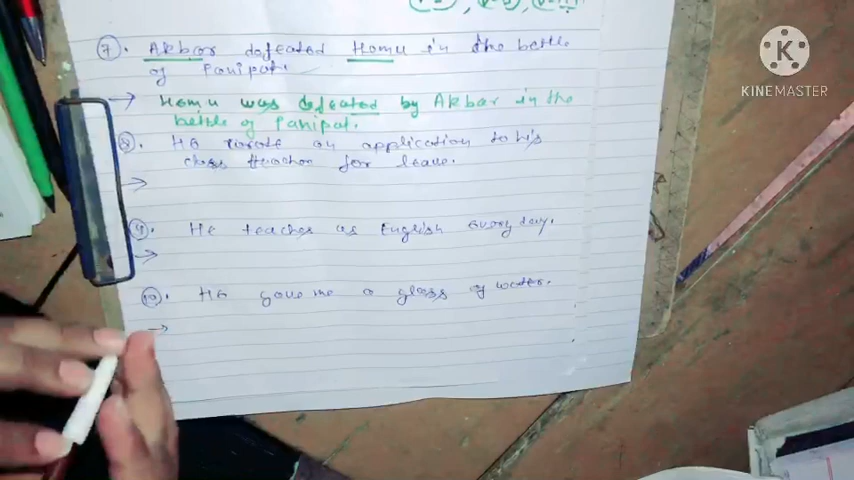 7. Akbar defeated Hemu in the battle
of Panipat.
→ Hemu was defeated by Akbar in the
battle of Panipat.
8. He wrote an application to his
class teacher for leave.
→
9. He teaches us English every day.
→
10. He gave me a glass of water.
→
KINEMASTER